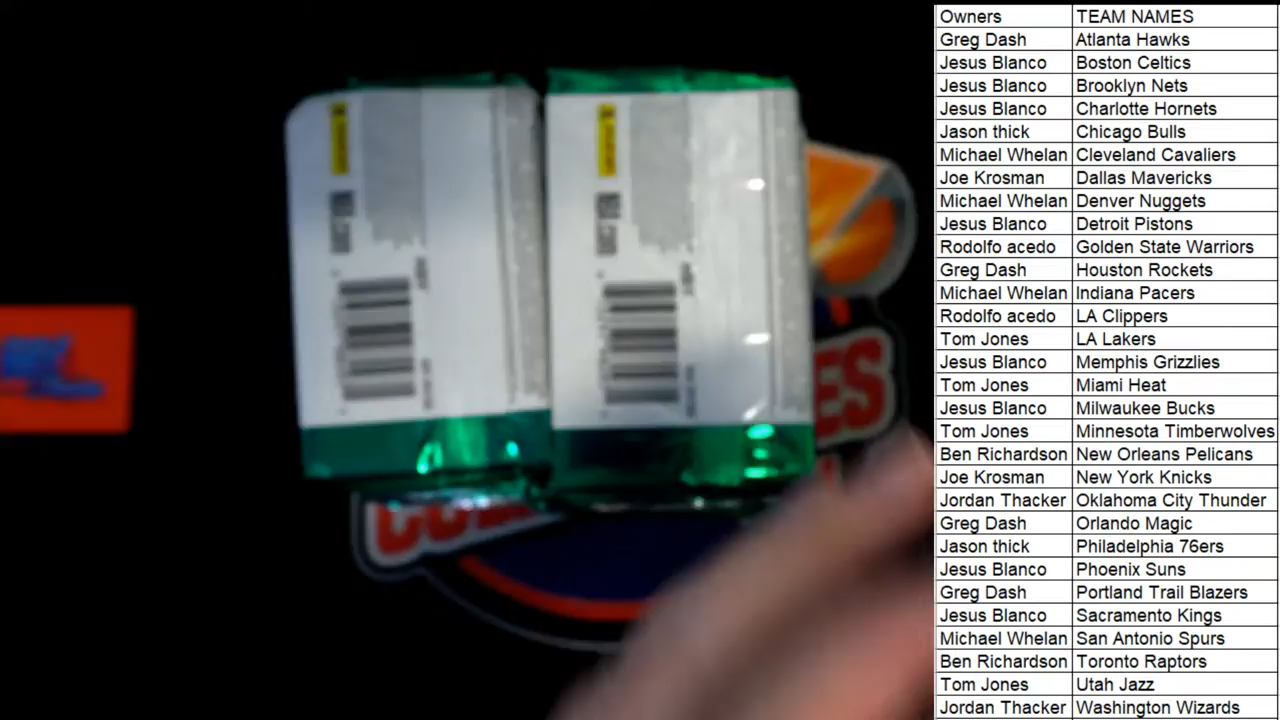 Owners TEAM NAMES
Greg Dash Atlanta Hawks
Jesus Blanco Boston Celtics
Jesus Blanco Brooklyn Nets
Jesus Blanco Charlotte Hornets
Jason thick Chicago Bulls
Michael Whelan Cleveland Cavaliers
Joe Krosman Dallas Mavericks
Michael Whelan Denver Nuggets
Jesus Blanco Detroit Pistons
Rodolfo acedo Golden State Warriors
Greg Dash Houston Rockets
Michael Whelan Indiana Pacers
Rodolfo acedo LA Clippers
Tom Jones LA Lakers
Jesus Blanco Memphis Grizzlies
Tom Jones Miami Heat
Jesus Blanco Milwaukee Bucks
Tom Jones Minnesota Timberwolves
Ben Richardson New Orleans Pelicans
Joe Krosman New York Knicks
Jordan Thacker Oklahoma City Thunder
Greg Dash Orlando Magic
Jason thick Philadelphia 76ers
Jesus Blanco Phoenix Suns
Greg Dash Portland Trail Blazers
Jesus Blanco Sacramento Kings
Michael Whelan San Antonio Spurs
Ben Richardson Toronto Raptors
Tom Jones Utah Jazz
Jordan Thacker Washington Wizards